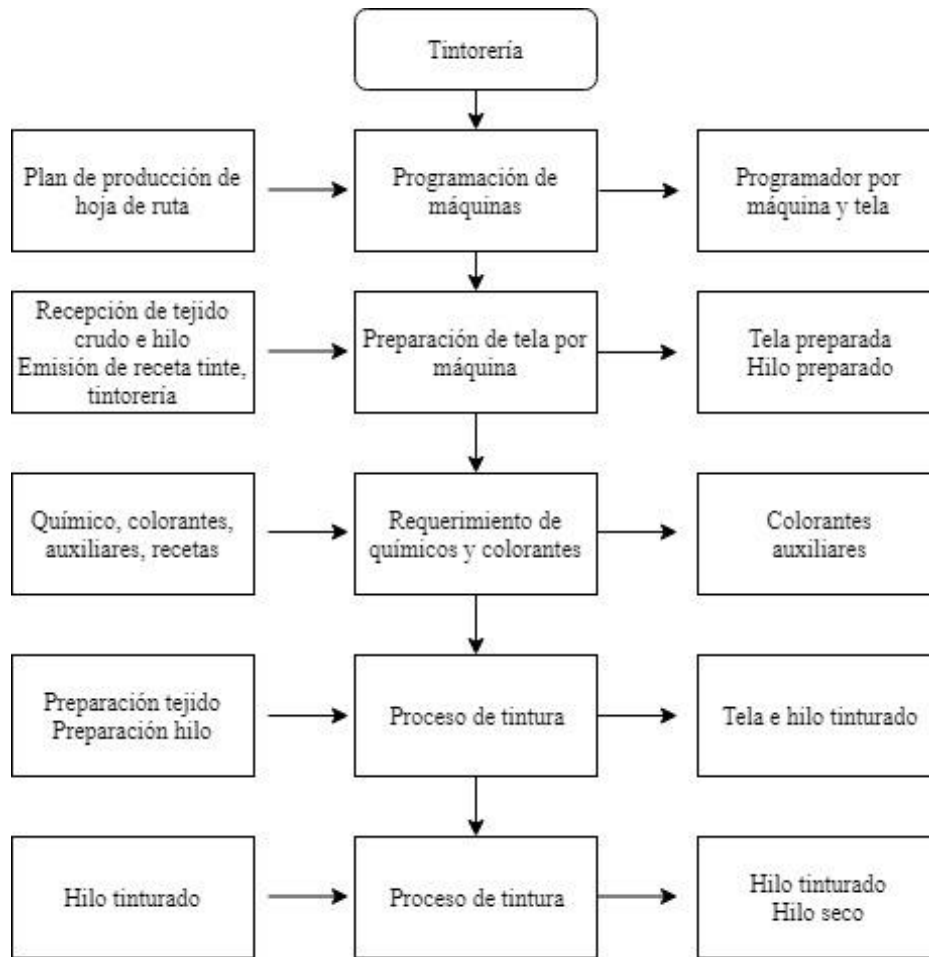 Tintorería
Plan de producción de
hoja de ruta
Programación de
máquinas
Programador por
máquina y tela
Recepción de tejido
crudo e hilo
Emisión de receta tinte,
tintorería
Preparación de tela por
máquina
Tela preparada
Hilo preparado
Químico, colorantes,
auxiliares, recetas
Requerimiento de
químicos y colorantes
Colorantes
auxiliares
Preparación tejido
Preparación hilo
Proceso de tintura
Tela e hilo tinturado
Hilo tinturado
Proceso de tintura
Hilo tinturado
Hilo seco